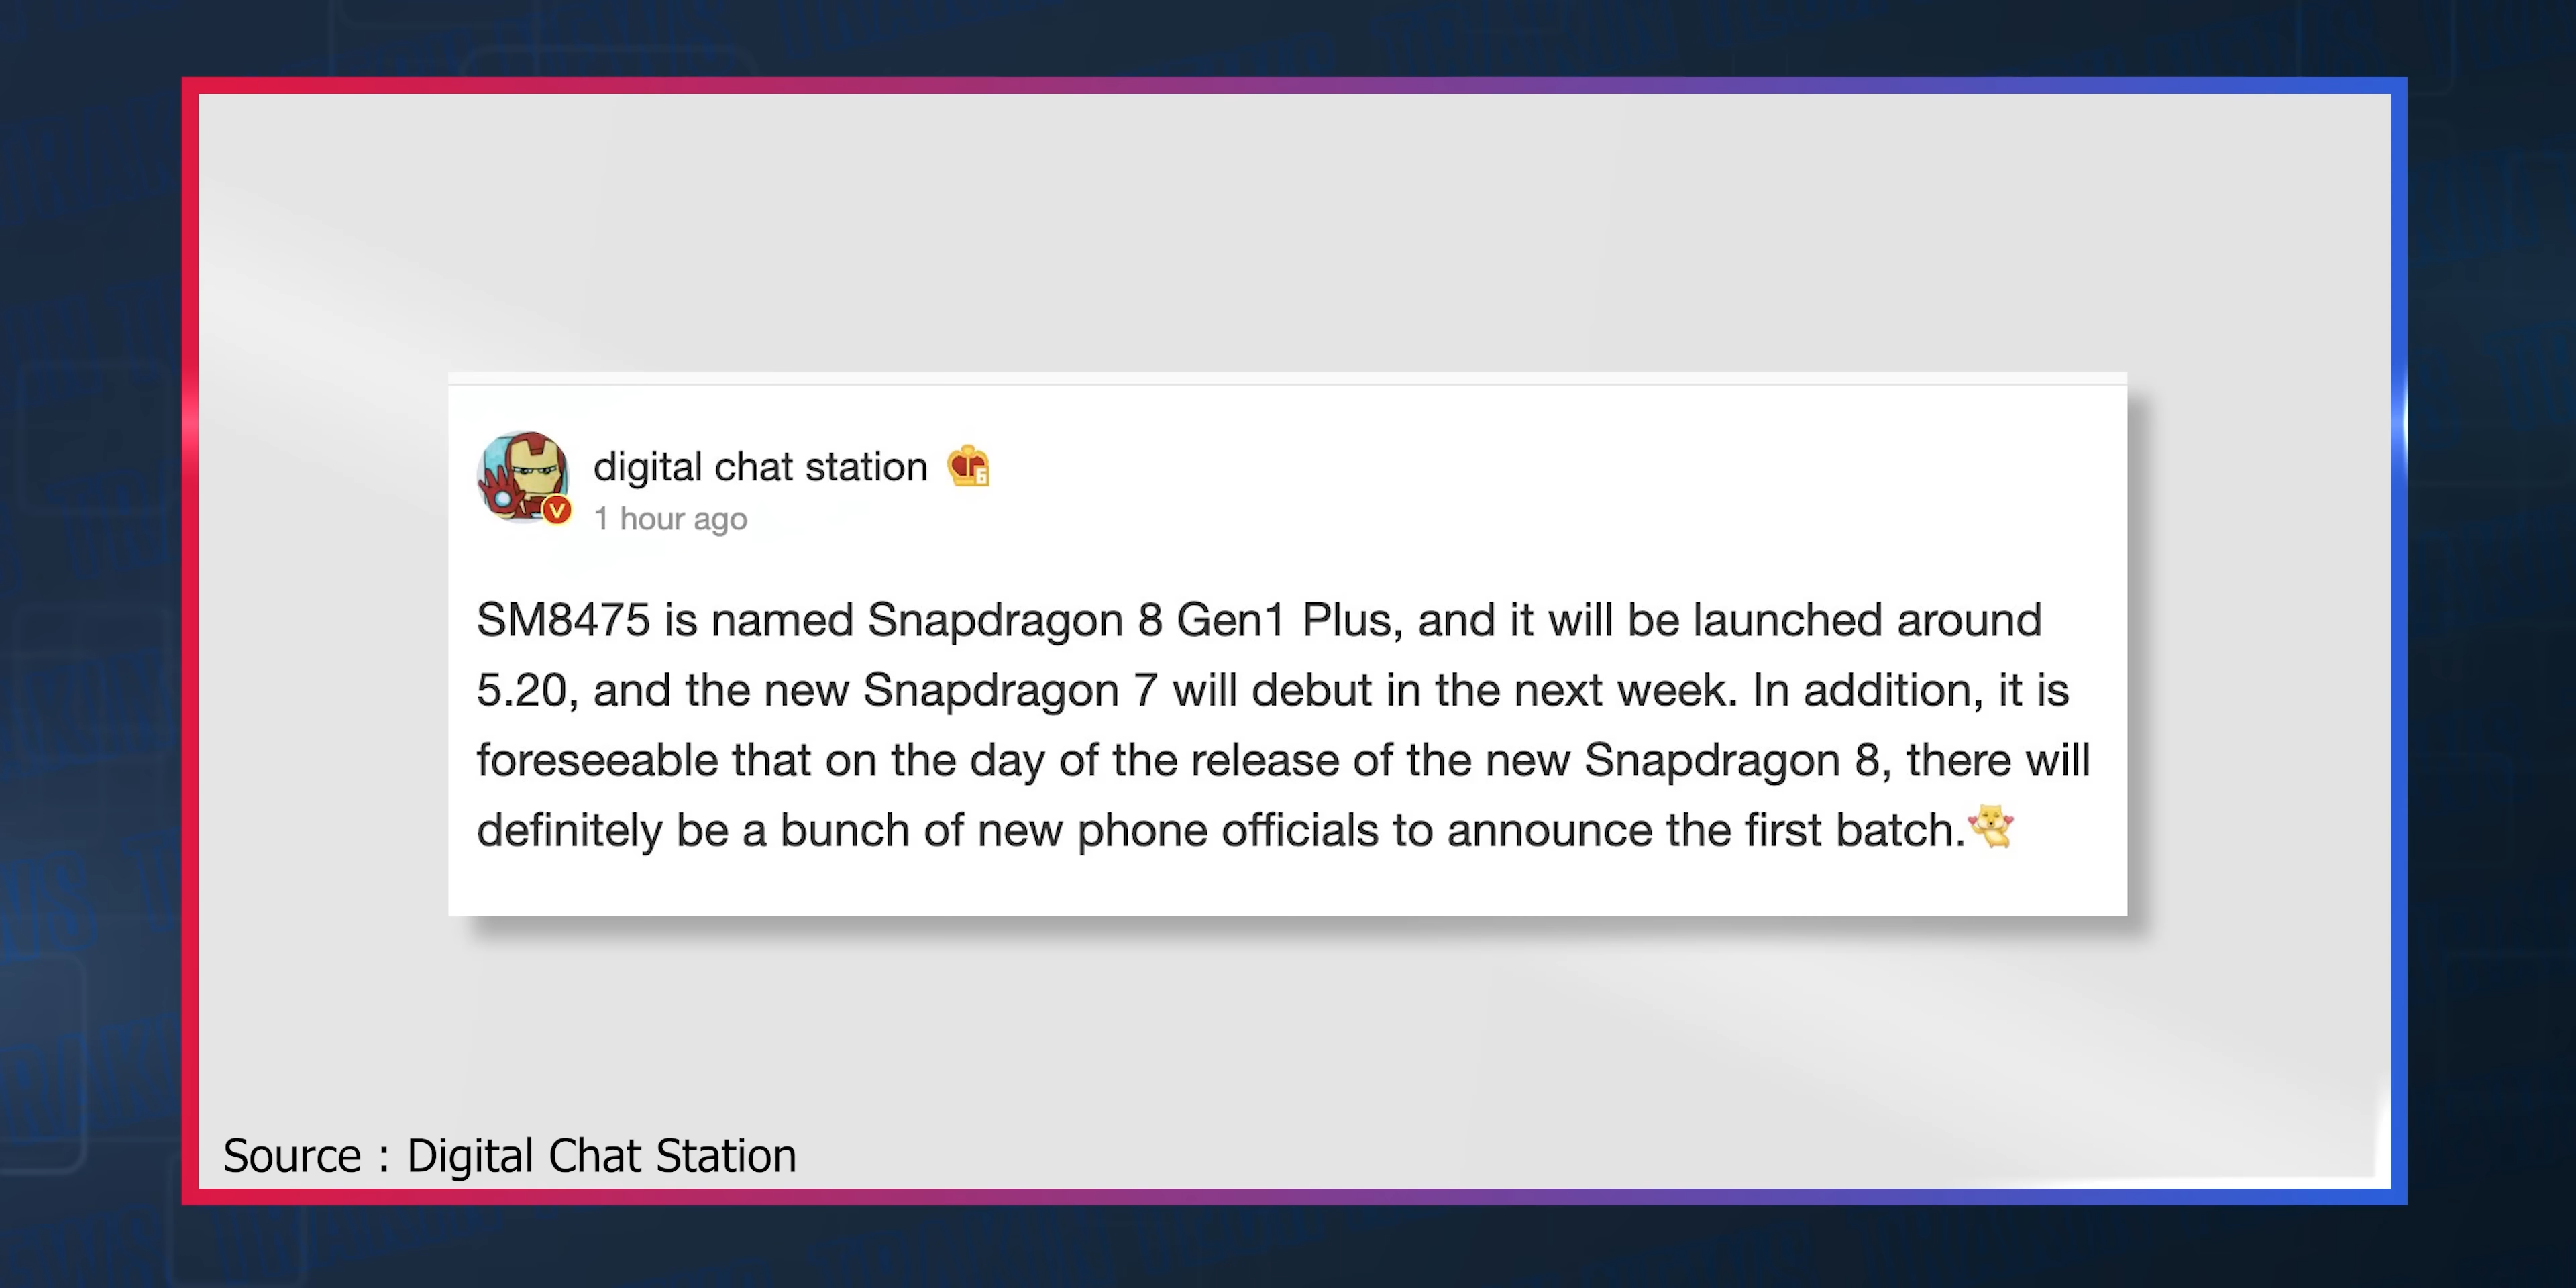 digital chat station
1 hour ago
SM8475 is named Snapdragon 8 Gen1 Plus, and it will be launched around
5.20, and the new Snapdragon 7 will debut in the next week. In addition, it is
foreseeable that on the day of the release of the new Snapdragon 8, there will
definitely be a bunch of new phone officials to announce the first batch.
Source : Digital Chat Station